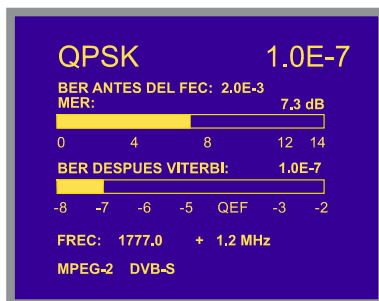 QPSK 1.0E-7
BER ANTES DEL FEC: 2.0E-3
MER: 7.3 dB
0 4 8 12 14
BER DESPUES VITERBI: 1.0E-7
-8 -7 -6 -5 QEF -3 -2
FREC: 1777.0 + 1.2 MHz
MPEG-2 DVB-S